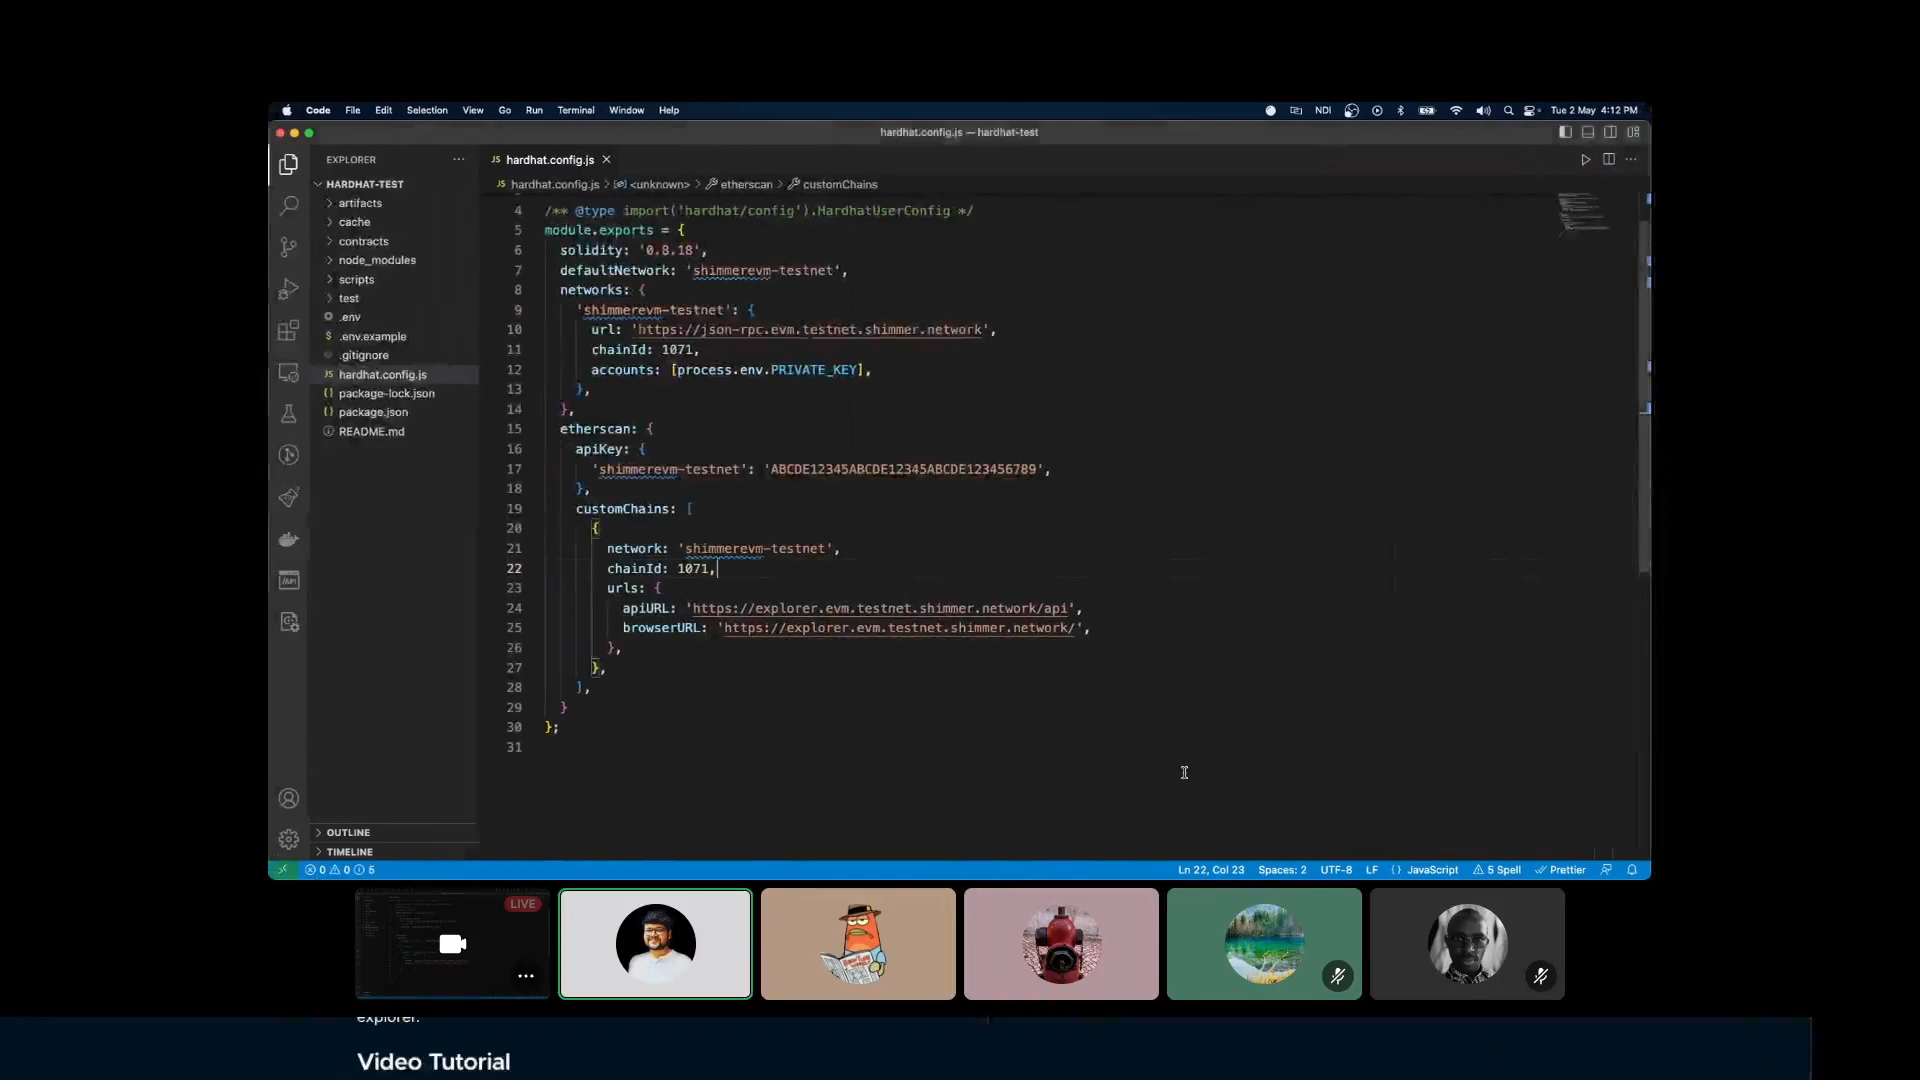 Code File Edit Selection View Go Run Terminal Window Help NDI Tue 2 May 4:12 PM
hardhat.config.js — hardhat-test
EXPLORER
HARDHAT-TEST
artifacts
cache
contracts
node_modules
scripts
test
.env
$ .env.example
.gitignore
JS hardhat.config.js
{} package-lock.json
{} package.json
README.md
OUTLINE
TIMELINE
JS hardhat.config.js
JS hardhat.config.js > <unknown> > etherscan > customChains
4 /** @type import('hardhat/config').HardhatUserConfig */
5 module.exports = {
6 solidity: '0.8.18',
7 defaultNetwork: 'shimmerevm-testnet',
8 networks: {
9 'shimmerevm-testnet': {
10 url: 'https://json-rpc.evm.testnet.shimmer.network',
11 chainId: 1071,
12 accounts: [process.env.PRIVATE_KEY],
13 },
14 },
15 etherscan: {
16 apiKey: {
17 'shimmerevm-testnet': 'ABCDE12345ABCDE12345ABCDE123456789',
18 },
19 customChains: [
20 {
21 network: 'shimmerevm-testnet',
22 chainId: 1071,
23 urls: {
24 apiURL: 'https://explorer.evm.testnet.shimmer.network/api',
25 browserURL: 'https://explorer.evm.testnet.shimmer.network/',
26 },
27 },
28 ],
29 }
30 };
31
0 0 5 Ln 22, Col 23 Spaces: 2 UTF-8 LF {} JavaScript 5 Spell Prettier
LIVE
explorer.
Video Tutorial